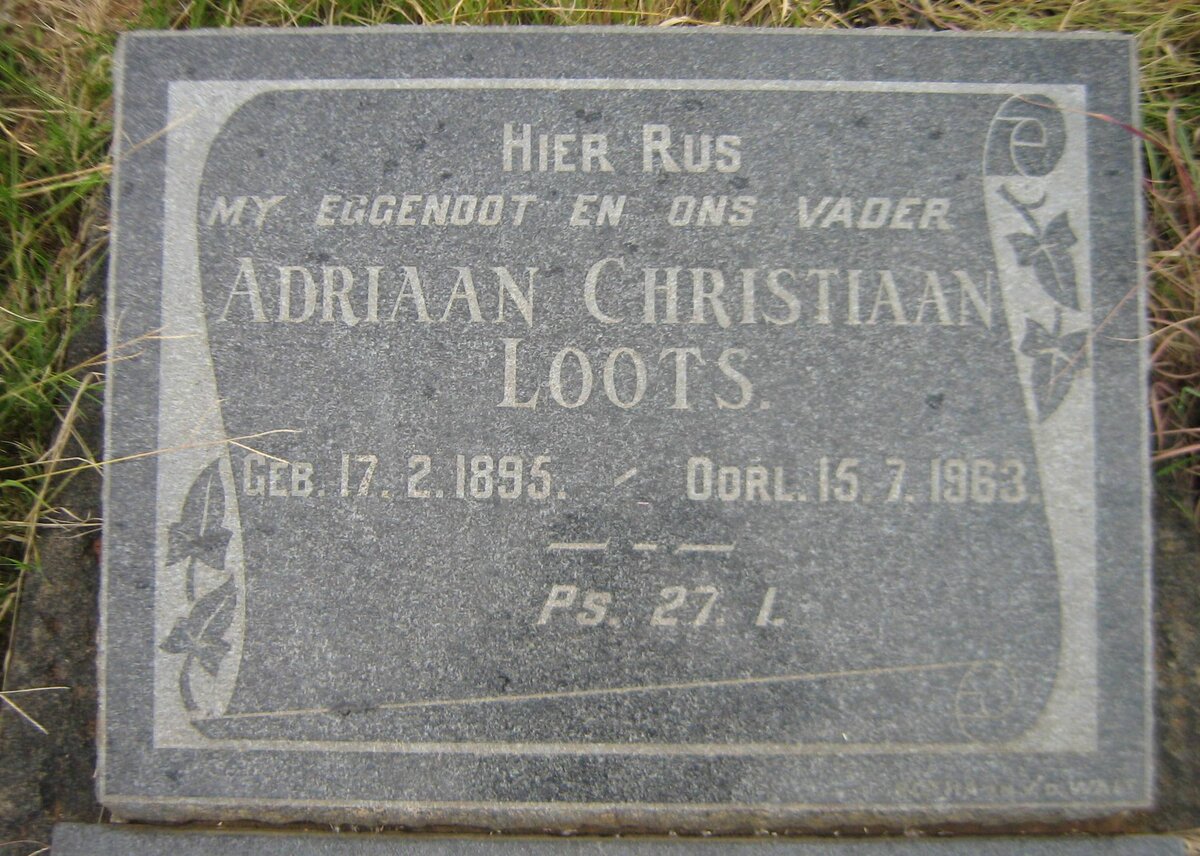 HIER RUS
MY EGGENOOT EN ONS VADER
ADRIAAN CHRISTIAAN
LOOTS.
GEB. 17. 2. 1895. - OORL. 15. 7. 1963.
— - —
PS. 27. 1.